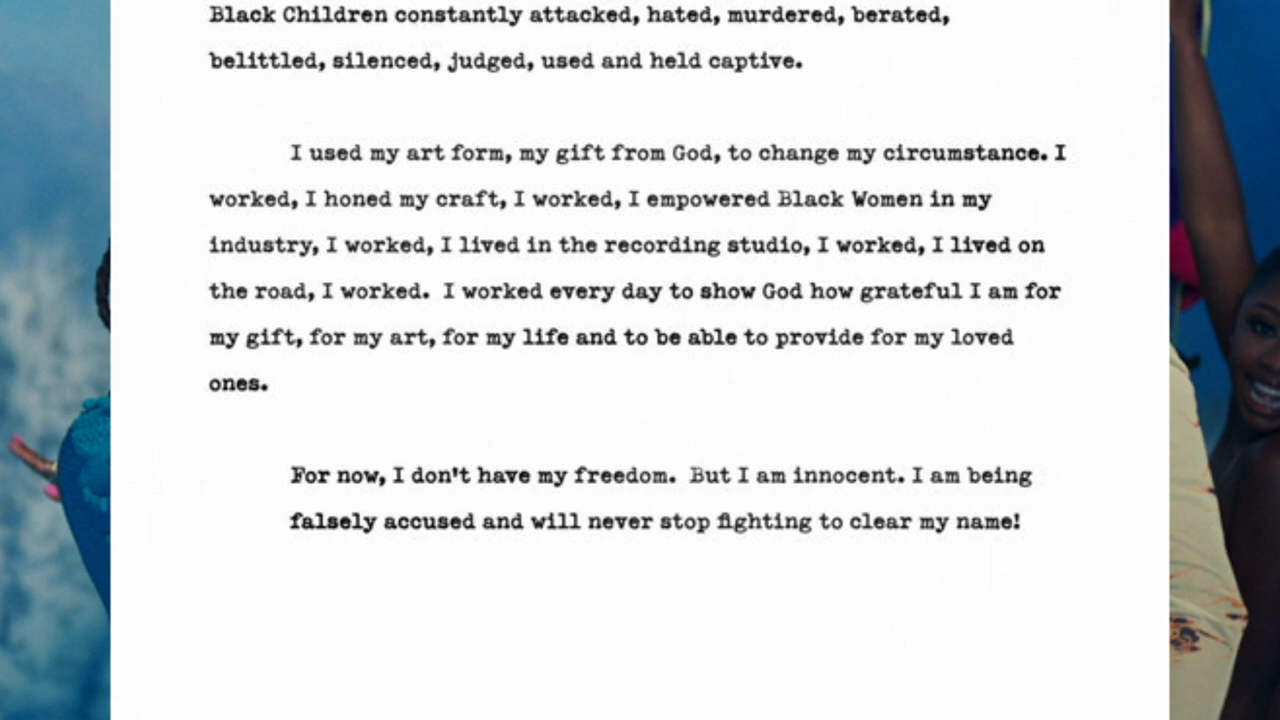 Black Children constantly attacked, hated, murdered, berated,
belittled, silenced, judged, used and held captive.
I used my art form, my gift from God, to change my circumstance. I
worked, I honed my craft, I worked, I empowered Black Women in my
industry, I worked, I lived in the recording studio, I worked, I lived on
the road, I worked.  I worked every day to show God how grateful I am for
my gift, for my art, for my life and to be able to provide for my loved
ones.
For now, I don't have my freedom.  But I am innocent. I am being
falsely accused and will never stop fighting to clear my name!